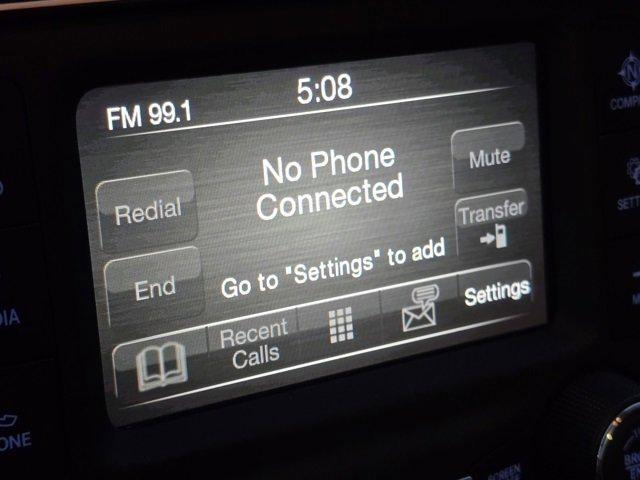 FM 99.1
5:08
No Phone
Connected
Redial
Mute
Transfer
End
Go to "Settings" to add
Recent
Calls
Settings
N
SCREEN